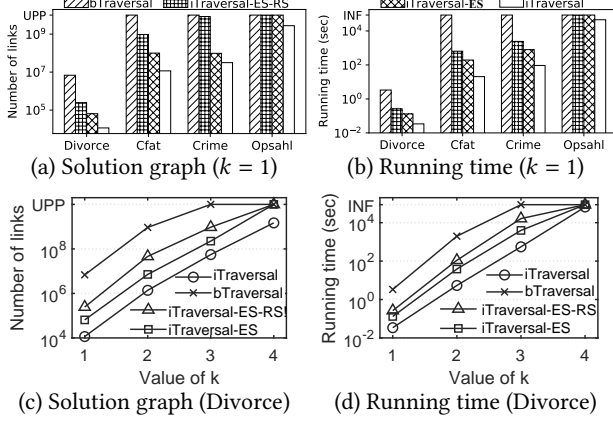 bTraversal iTraversal-ES-RS iTraversal-ES iTraversal
Number of links
UPP
10^9
10^7
10^5
Divorce Cfat Crime Opsahl
(a) Solution graph (k = 1)
Running time (sec)
INF
10^4
10^2
10^0
10^-2
Divorce Cfat Crime Opsahl
(b) Running time (k = 1)
Number of links
UPP
10^8
10^6
10^4
iTraversal
bTraversal
iTraversal-ES-RS!
iTraversal-ES
1 2 3 4
Value of k
(c) Solution graph (Divorce)
Running time (sec)
INF
10^4
10^2
10^0
10^-2
iTraversal
bTraversal
iTraversal-ES-RS
iTraversal-ES
1 2 3 4
Value of k
(d) Running time (Divorce)